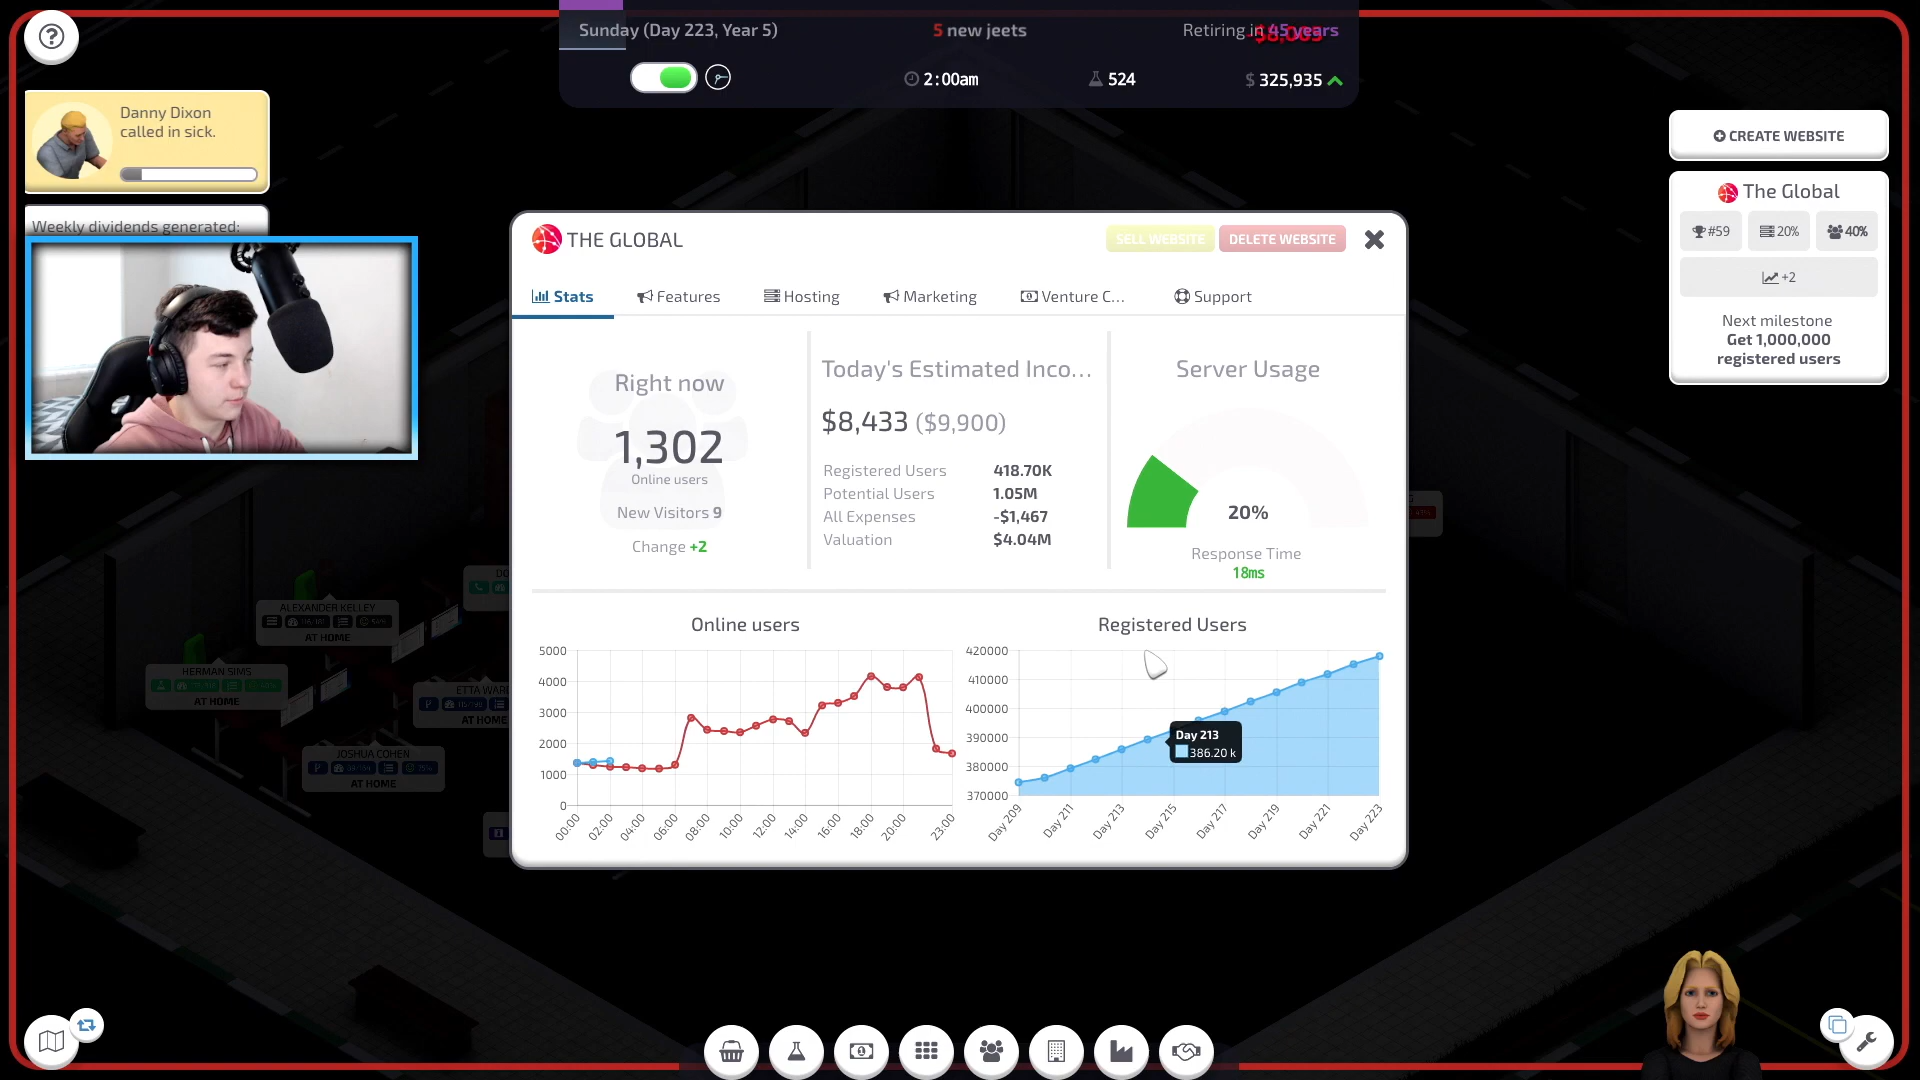 Sunday (Day 223, Year 5)
5 new jeets
Retiring in 45 years
-$8,065
2:00am
524
$ 325,935
Danny Dixon
called in sick.
Weekly dividends generated:
CREATE WEBSITE
The Global
#59
20%
40%
+2
Next milestone
Get 1,000,000
registered users
THE GLOBAL
SELL WEBSITE
DELETE WEBSITE
Stats
Features
Hosting
Marketing
Venture C...
Support
Right now
1,302
Online users
New Visitors 9
Change +2
Today's Estimated Inco...
$8,433 ($9,900)
Registered Users 418.70K
Potential Users 1.05M
All Expenses -$1,467
Valuation $4.04M
Server Usage
20%
Response Time
18ms
Online users
5000
4000
3000
2000
1000
0
00:00
02:00
04:00
06:00
08:00
10:00
12:00
14:00
16:00
18:00
20:00
23:00
Registered Users
420000
410000
400000
390000
380000
370000
Day 213
386.20 k
Day 209
Day 211
Day 213
Day 215
Day 217
Day 219
Day 221
Day 223
ALEXANDER KELLEY
AT HOME
HERMAN SIMS
AT HOME
ETTA WAR
AT HOME
JOSHUA COHEN
AT HOME